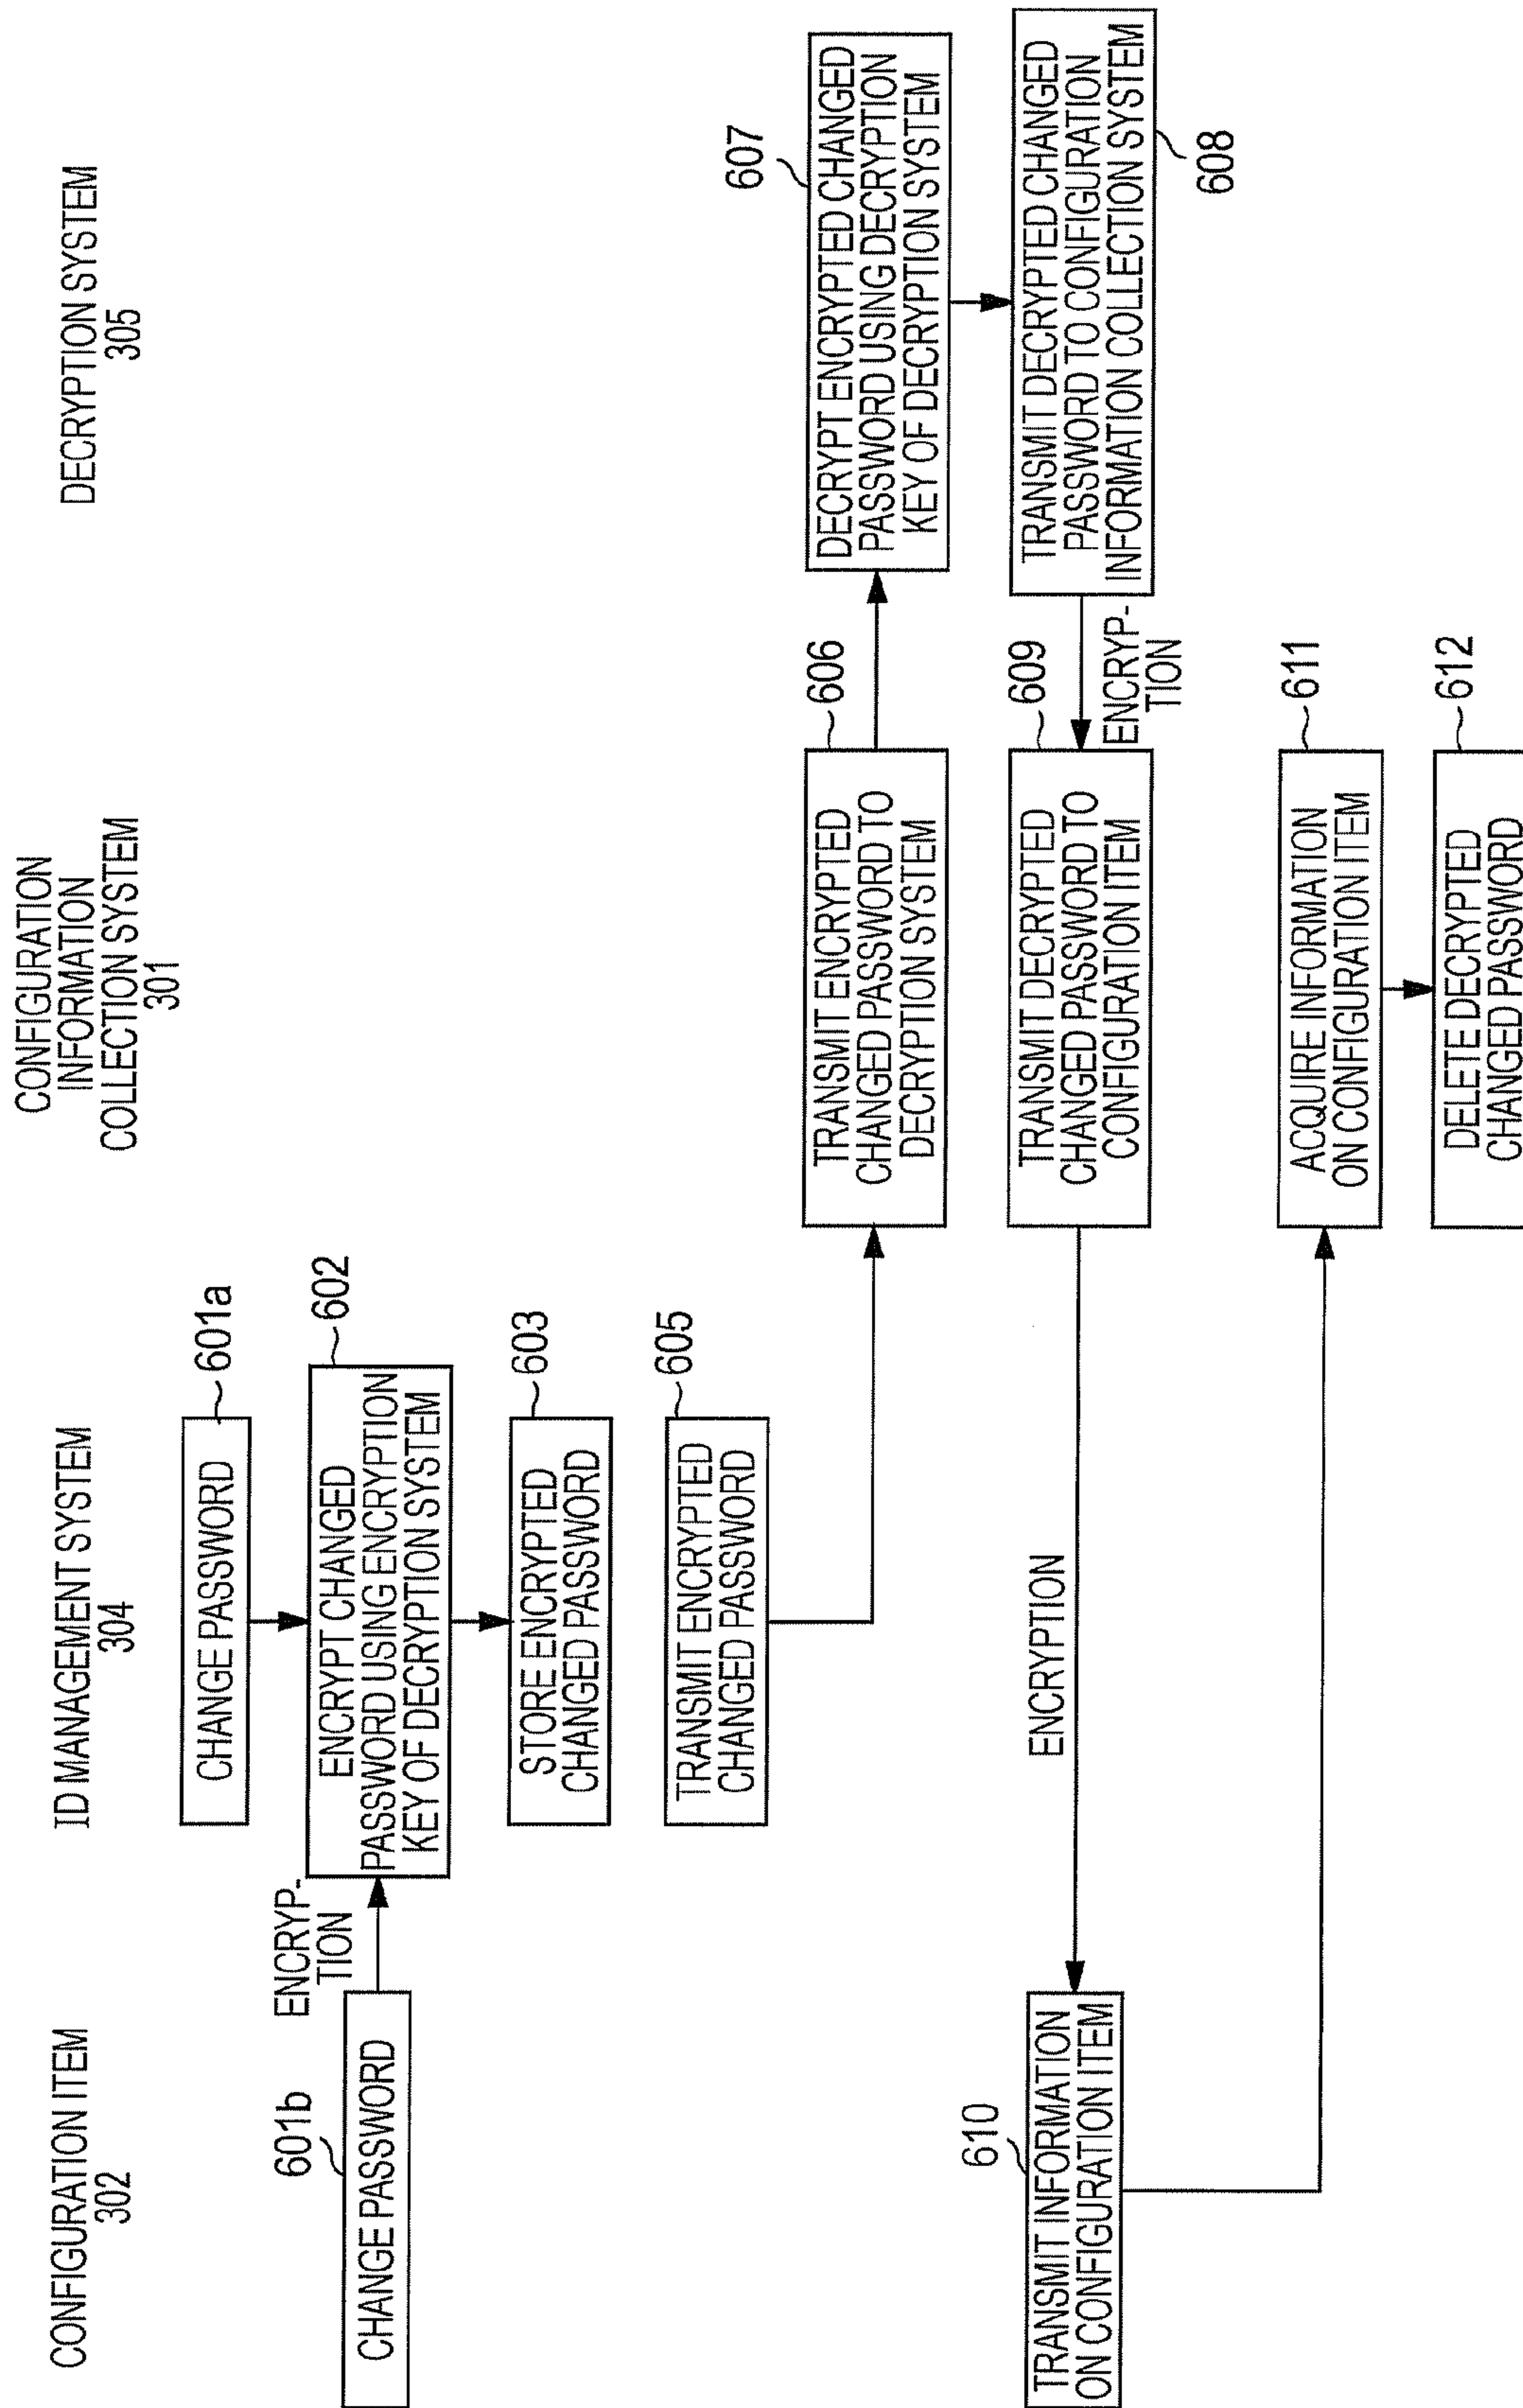 CONFIGURATION ITEM
302
ID MANAGEMENT SYSTEM
304
CONFIGURATION
INFORMATION
COLLECTION SYSTEM
301
DECRYPTION SYSTEM
305
601a
CHANGE PASSWORD
601b
CHANGE PASSWORD
ENCRYP-
TION
602
ENCRYPT CHANGED
PASSWORD USING ENCRYPTION
KEY OF DECRYPTION SYSTEM
603
STORE ENCRYPTED
CHANGED PASSWORD
605
TRANSMIT ENCRYPTED
CHANGED PASSWORD
606
TRANSMIT ENCRYPTED
CHANGED PASSWORD TO
DECRYPTION SYSTEM
607
DECRYPT ENCRYPTED CHANGED
PASSWORD USING DECRYPTION
KEY OF DECRYPTION SYSTEM
TRANSMIT DECRYPTED CHANGED
PASSWORD TO CONFIGURATION
INFORMATION COLLECTION SYSTEM
608
ENCRYP-
TION
609
TRANSMIT DECRYPTED
CHANGED PASSWORD TO
CONFIGURATION ITEM
ENCRYPTION
610
TRANSMIT INFORMATION
ON CONFIGURATION ITEM
611
ACQUIRE INFORMATION
ON CONFIGURATION ITEM
612
DELETE DECRYPTED
CHANGED PASSWORD